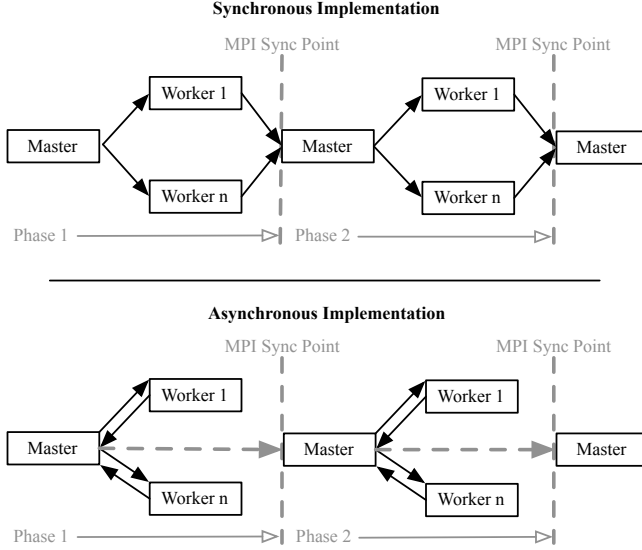 Synchronous Implementation
MPI Sync Point
MPI Sync Point
Worker 1
Worker 1
Master
Master
Master
Worker n
Worker n
Phase 1
Phase 2
Asynchronous Implementation
MPI Sync Point
MPI Sync Point
Worker 1
Worker 1
Master
Master
Master
Worker n
Worker n
Phase 1
Phase 2